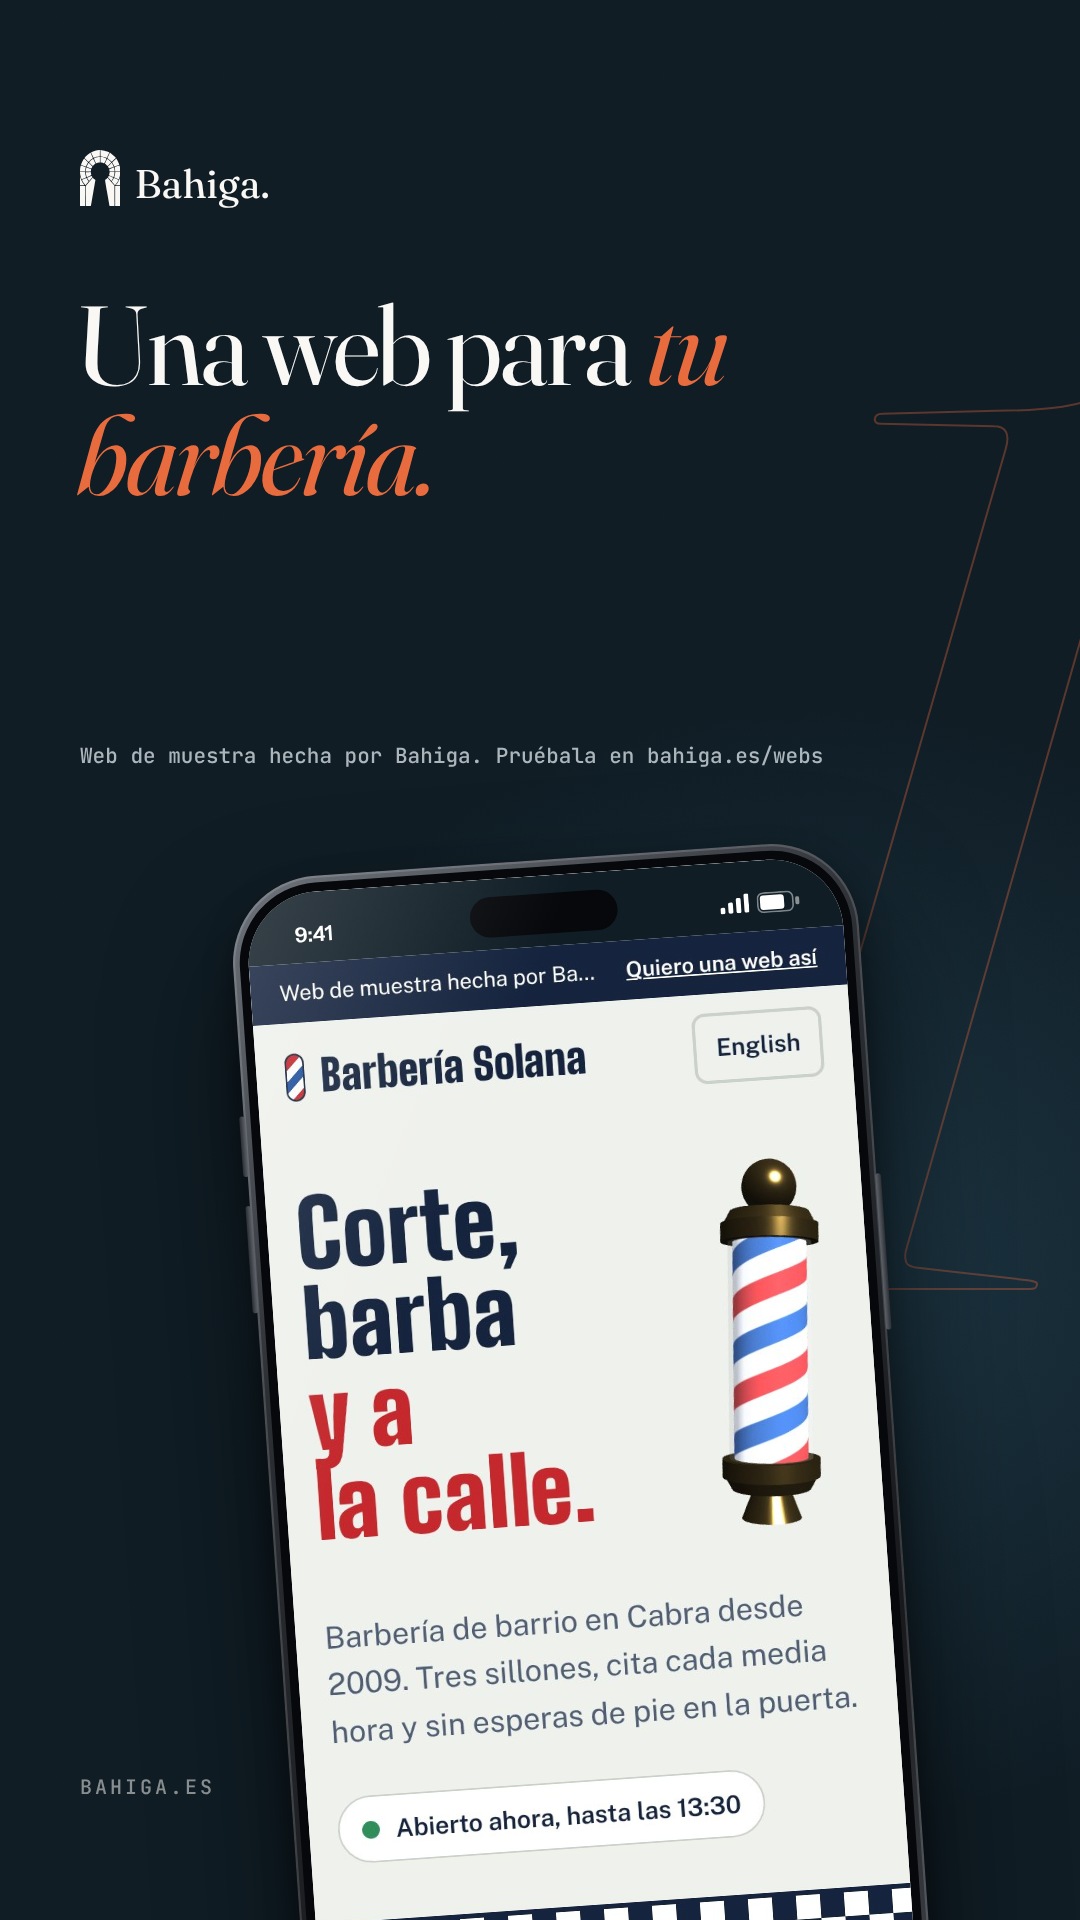 Bahiga.
Una web para tu
barbería.
Web de muestra hecha por Bahiga. Pruébala en bahiga.es/webs
9:41
Web de muestra hecha por Ba... Quiero una web así
Barbería Solana
English
Corte,
barba
y a
la calle.
Barbería de barrio en Cabra desde
2009. Tres sillones, cita cada media
hora y sin esperas de pie en la puerta.
BAHIGA.ES
Abierto ahora, hasta las 13:30